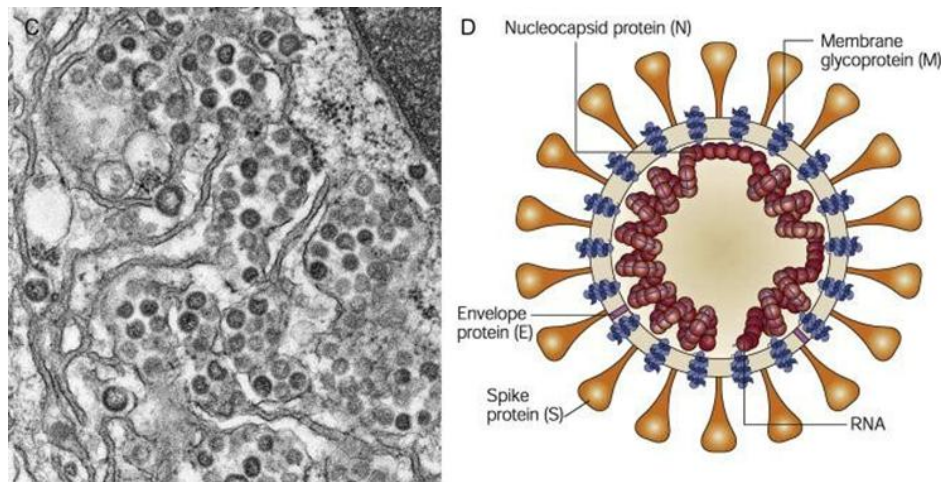 C
D
Nucleocapsid protein (N)
Membrane
glycoprotein (M)
Envelope
protein (E)
Spike
protein (S)
RNA